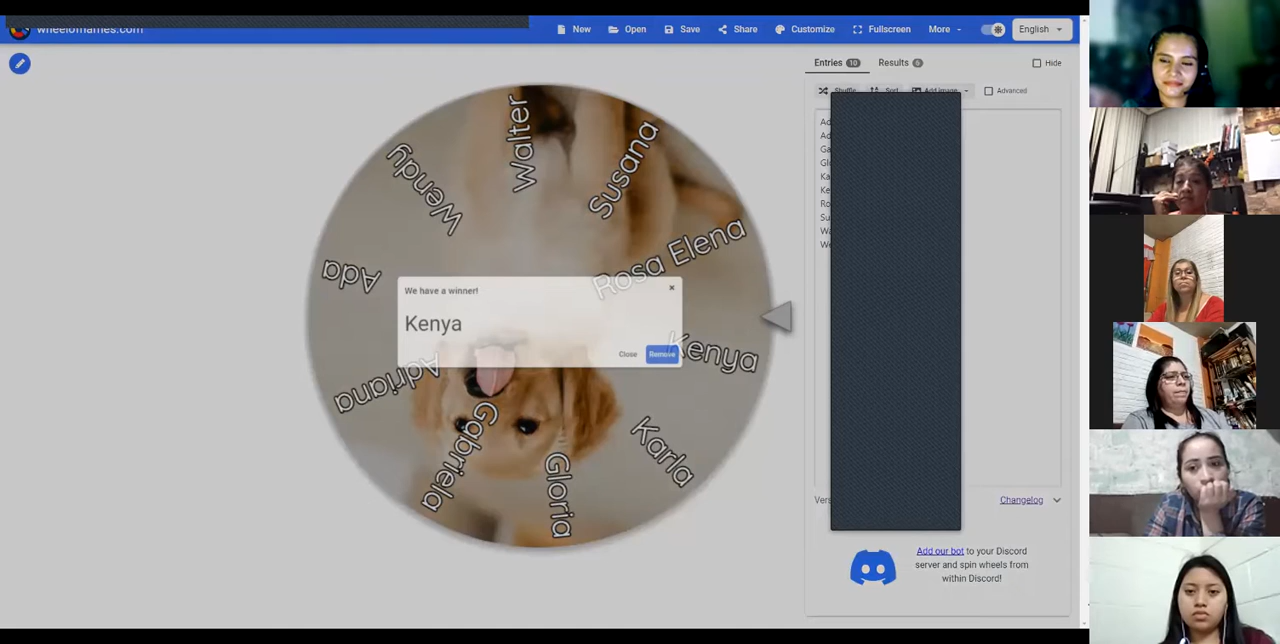 wheelofnames.com
New
Open
Save
Share
Customize
Fullscreen
More
English
Entries 10
Results 6
Hide
Shuffle
Sort
Add image
Advanced
Walter
Susana
Rosa Elena
Kenya
Karla
Gloria
Gabriela
Adriana
Ada
Wendy
We have a winner!
Kenya
Close
Remove
Changelog
Add our bot to your Discord
server and spin wheels from
within Discord!